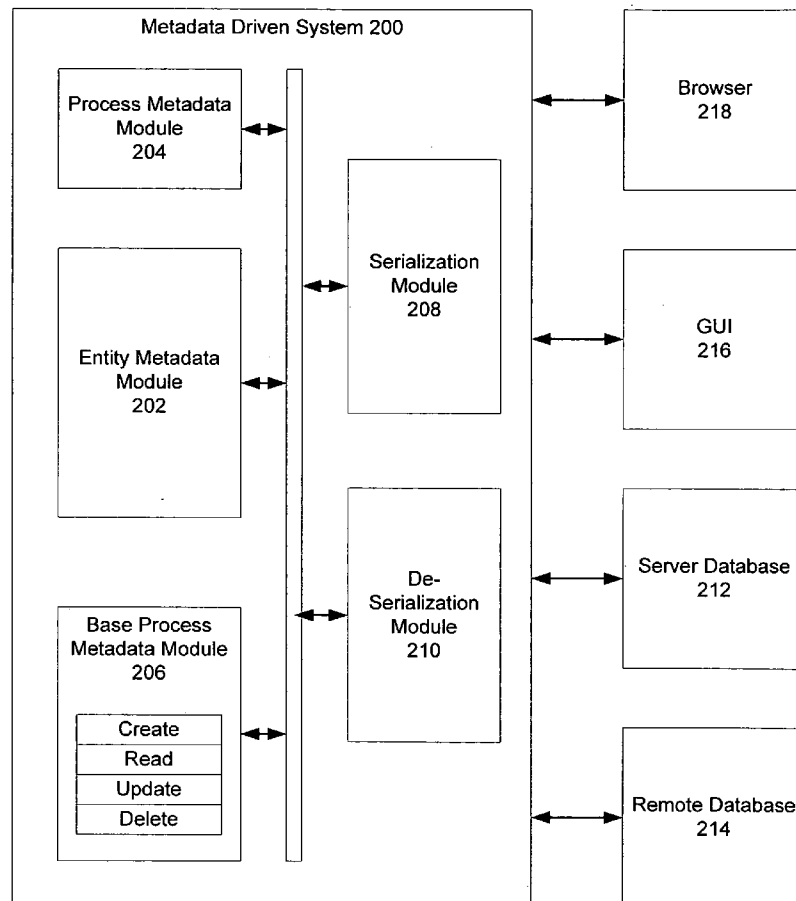 Metadata Driven System 200
Process Metadata
Module
204
Entity Metadata
Module
202
Base Process
Metadata Module
206
Create
Read
Update
Delete
Serialization
Module
208
De-
Serialization
Module
210
Browser
218
GUI
216
Server Database
212
Remote Database
214